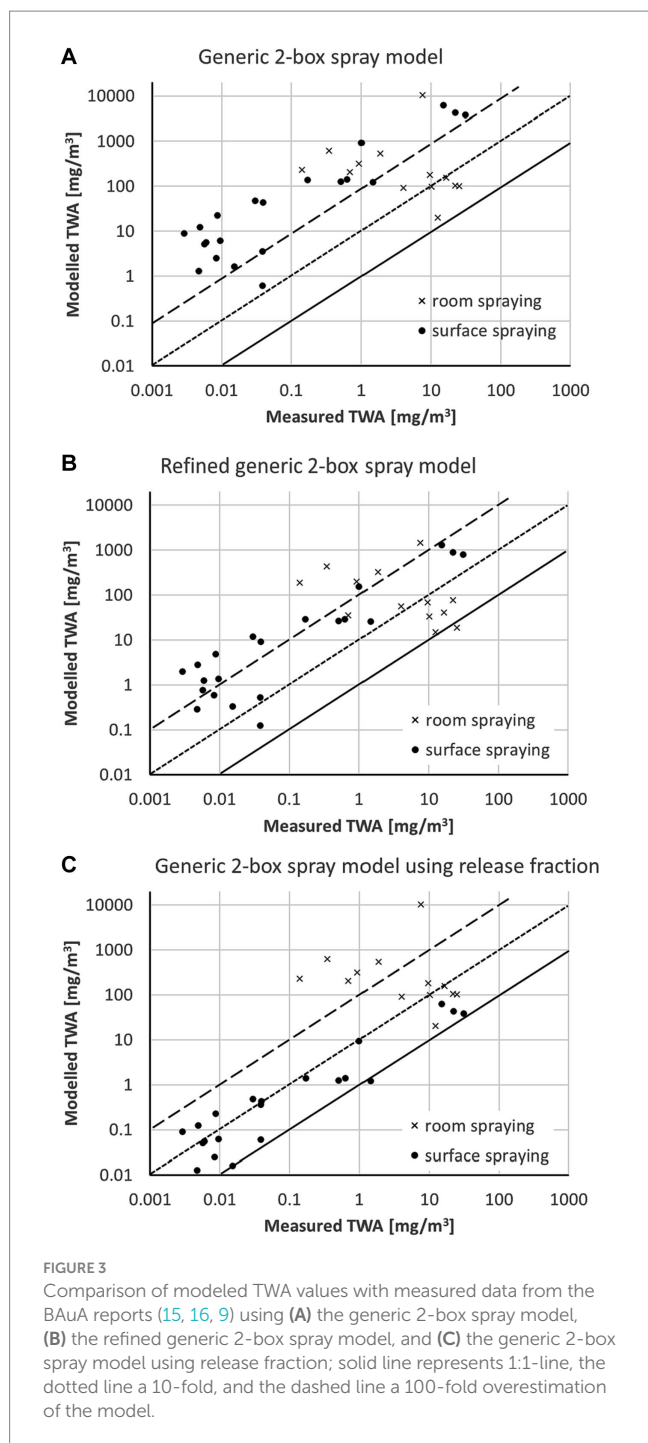 A
Generic 2-box spray model
Modelled TWA [mg/m³]
10000
1000
100
10
1
0.1
0.01
× room spraying
• surface spraying
0.001 0.01 0.1 1 10 100 1000
Measured TWA [mg/m³]
B
Refined generic 2-box spray model
Modelled TWA [mg/m³]
10000
1000
100
10
1
0.1
0.01
× room spraying
• surface spraying
0.001 0.01 0.1 1 10 100 1000
Measured TWA [mg/m³]
C
Generic 2-box spray model using release fraction
Modelled TWA [mg/m³]
10000
1000
100
10
1
0.1
0.01
× room spraying
• surface spraying
0.001 0.01 0.1 1 10 100 1000
Measured TWA [mg/m³]
FIGURE 3
Comparison of modeled TWA values with measured data from the
BAuA reports (15, 16, 9) using (A) the generic 2-box spray model,
(B) the refined generic 2-box spray model, and (C) the generic 2-box
spray model using release fraction; solid line represents 1:1-line, the
dotted line a 10-fold, and the dashed line a 100-fold overestimation
of the model.